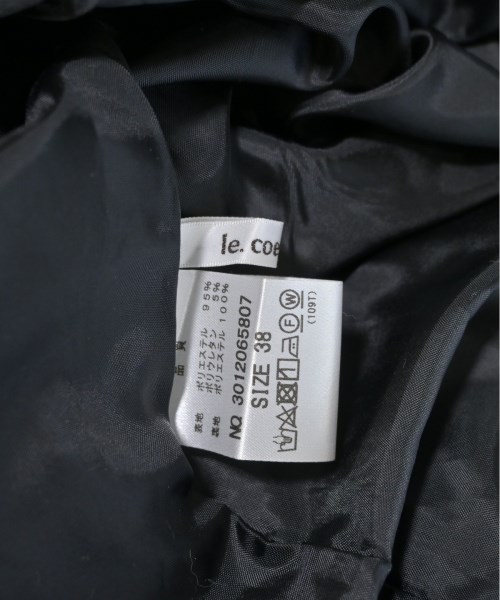 le. coe
品質
表地 ポリエステル 95%
ポリウレタン 5%
裏地 ポリエステル 100%
NO. 3012065807
SIZE 38
F W
(109T)